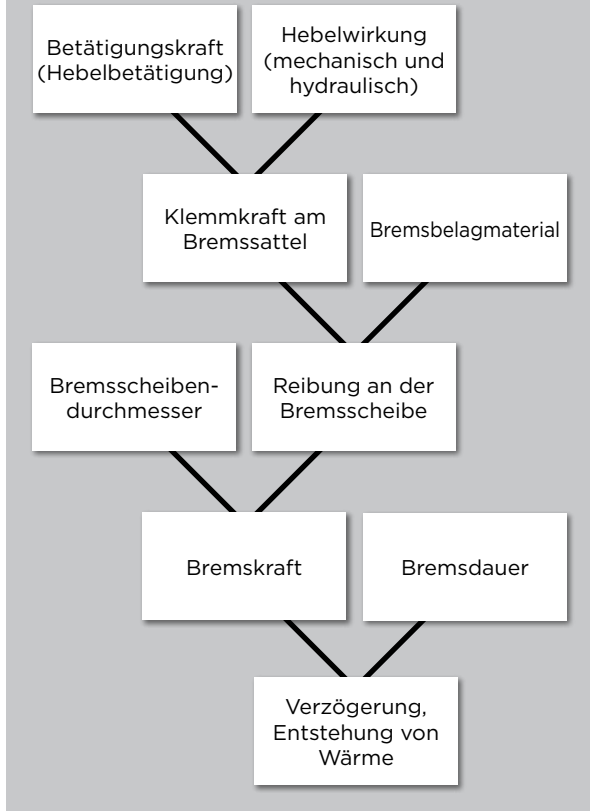 Betätigungskraft
(Hebelbetätigung)
Hebelwirkung
(mechanisch und
hydraulisch)
Klemmkraft am
Bremssattel
Bremsbelagmaterial
Bremsscheiben-
durchmesser
Reibung an der
Bremsscheibe
Bremskraft
Bremsdauer
Verzögerung,
Entstehung von
Wärme